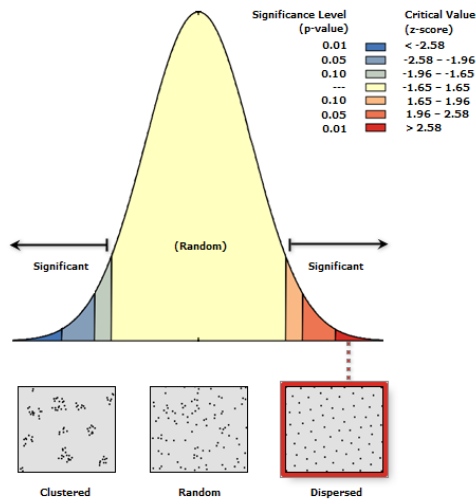 Significance Level Critical Value
(p-value) (z-score)
0.01 < -2.58
0.05 -2.58 – -1.96
0.10 -1.96 – -1.65
--- -1.65 – 1.65
0.10 1.65 – 1.96
0.05 1.96 – 2.58
0.01 > 2.58
(Random)
Significant Significant
Clustered Random Dispersed